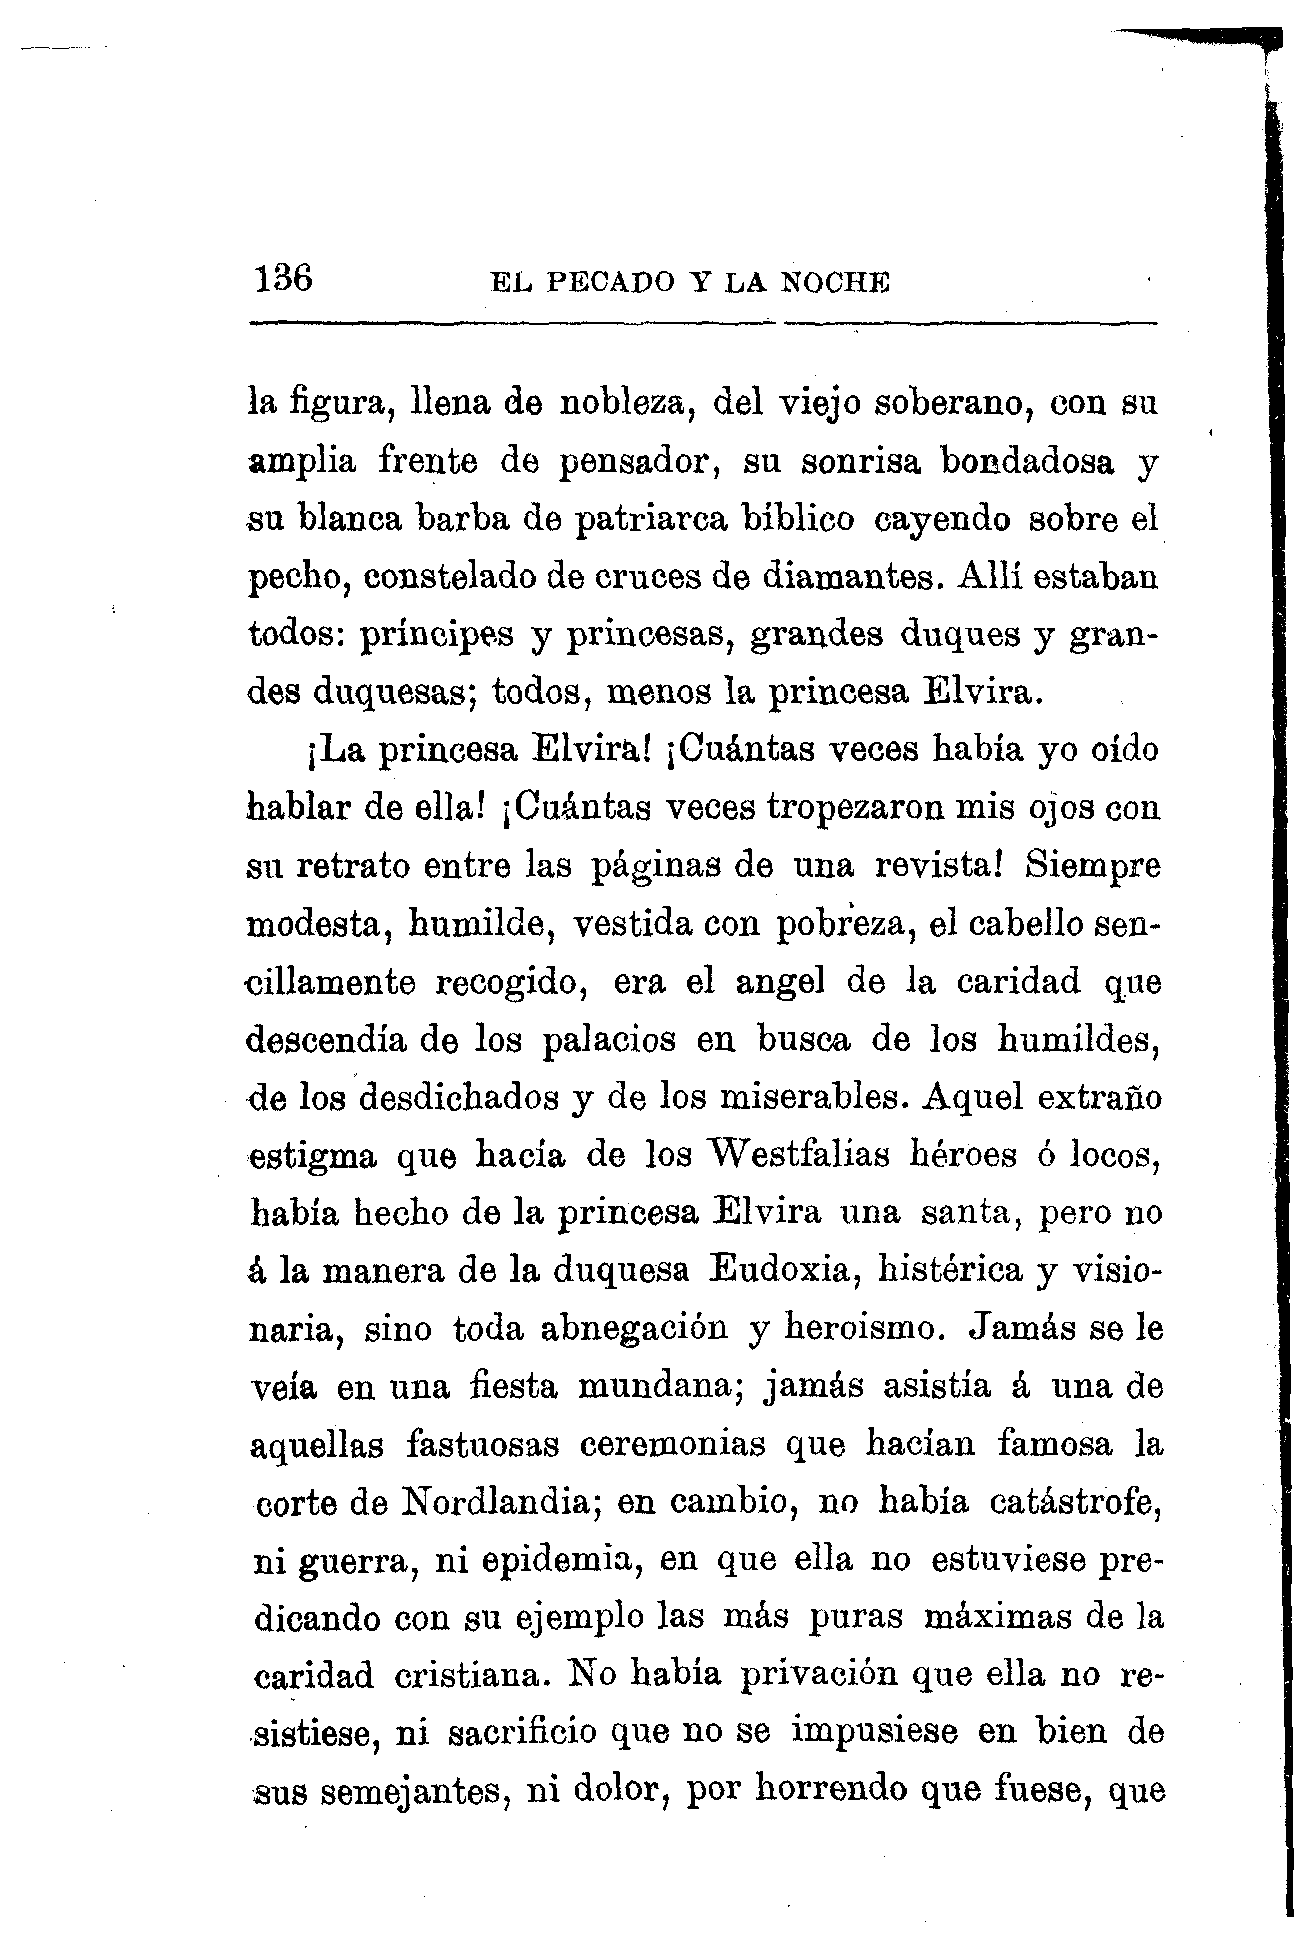 136 EL PECADO Y LA NOCHE
la figura, llena de nobleza, del viejo soberano, con su
amplia frente de pensador, su sonrisa bondadosa y
su blanca barba de patriarca bíblico cayendo sobre el
pecho, constelado de cruces de diamantes. Allí estaban
todos: príncipes y princesas, grandes duques y gran-
des duquesas; todos, menos la princesa Elvira.
¡La princesa Elvira! ¡Cuántas veces había yo oído
hablar de ella! ¡Cuántas veces tropezaron mis ojos con
su retrato entre las páginas de una revista! Siempre
modesta, humilde, vestida con pobreza, el cabello sen-
cillamente recogido, era el angel de la caridad que
descendía de los palacios en busca de los humildes,
de los desdichados y de los miserables. Aquel extraño
estigma que hacía de los Westfalias héroes ó locos,
había hecho de la princesa Elvira una santa, pero no
á la manera de la duquesa Eudoxia, histérica y visio-
naria, sino toda abnegación y heroismo. Jamás se le
veía en una fiesta mundana; jamás asistía á una de
aquellas fastuosas ceremonias que hacían famosa la
corte de Nordlandia; en cambio, no había catástrofe,
ni guerra, ni epidemia, en que ella no estuviese pre-
dicando con su ejemplo las más puras máximas de la
caridad cristiana. No había privación que ella no re-
sistiese, ni sacrificio que no se impusiese en bien de
sus semejantes, ni dolor, por horrendo que fuese, que